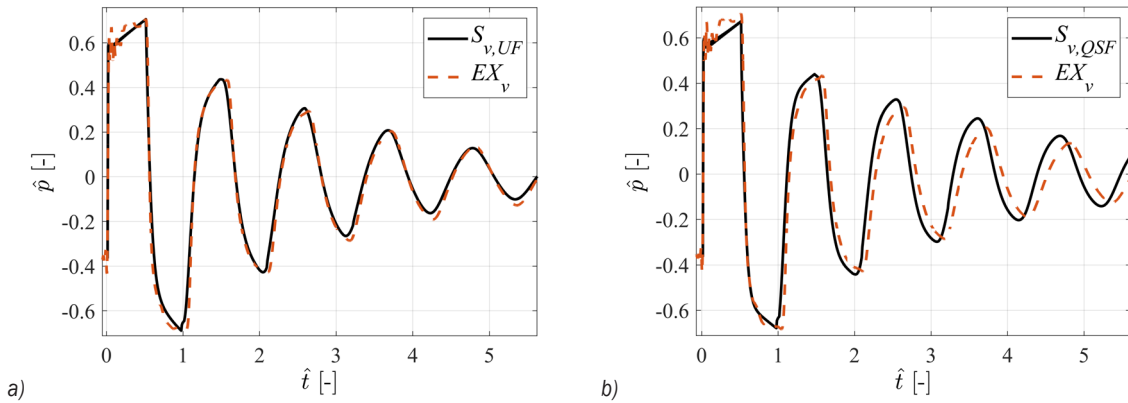 0.6
0.4
0.2
0
-0.2
-0.4
-0.6
p̂ [-]
0 1 2 3 4 5
t̂ [-]
S_{v,UF}
EX_v
a)
0.6
0.4
0.2
0
-0.2
-0.4
-0.6
p̂ [-]
0 1 2 3 4 5
t̂ [-]
S_{v,QSF}
EX_v
b)